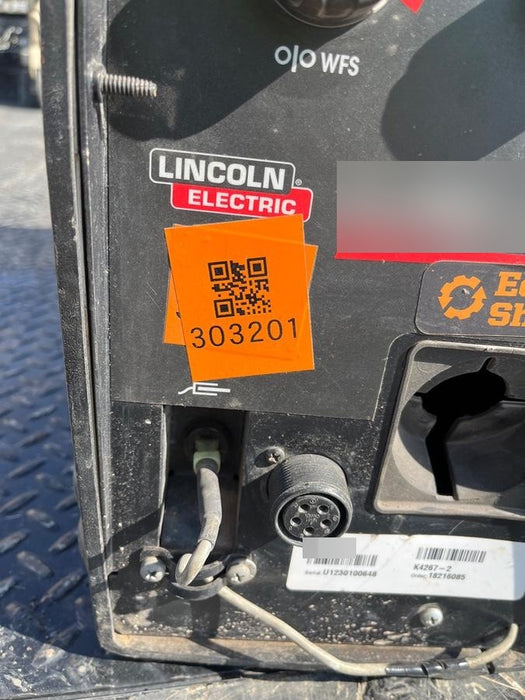 o|o WFS
LINCOLN
®
ELECTRIC
303201
Serial: U1230100648
K4267-2
Order: 18216085